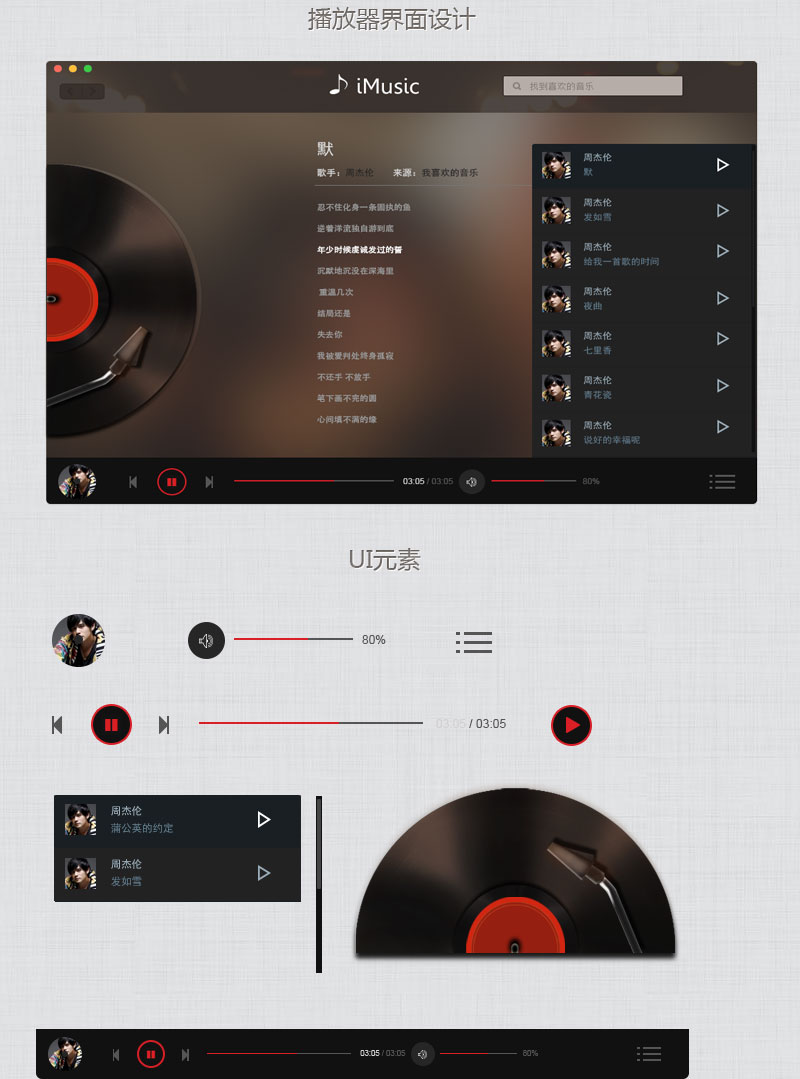 播放器界面设计
iMusic
找到喜欢的音乐
默
歌手：周杰伦 来源：我喜欢的音乐
忍不住化身一条固执的鱼
逆着洋流独自游到底
年少时候虔诚发过的誓
沉默地沉没在深海里
重温几次
结局还是
失去你
我被爱判处终身孤寂
不还手 不放手
笔下画不完的圆
心间填不满的缘
周杰伦
默
周杰伦
发如雪
周杰伦
给我一首歌的时间
周杰伦
夜曲
周杰伦
七里香
周杰伦
青花瓷
周杰伦
说好的幸福呢
03:05 / 03:05 80%
UI元素
80%
03:05 / 03:05
周杰伦
蒲公英的约定
周杰伦
发如雪
03:05 / 03:05 80%